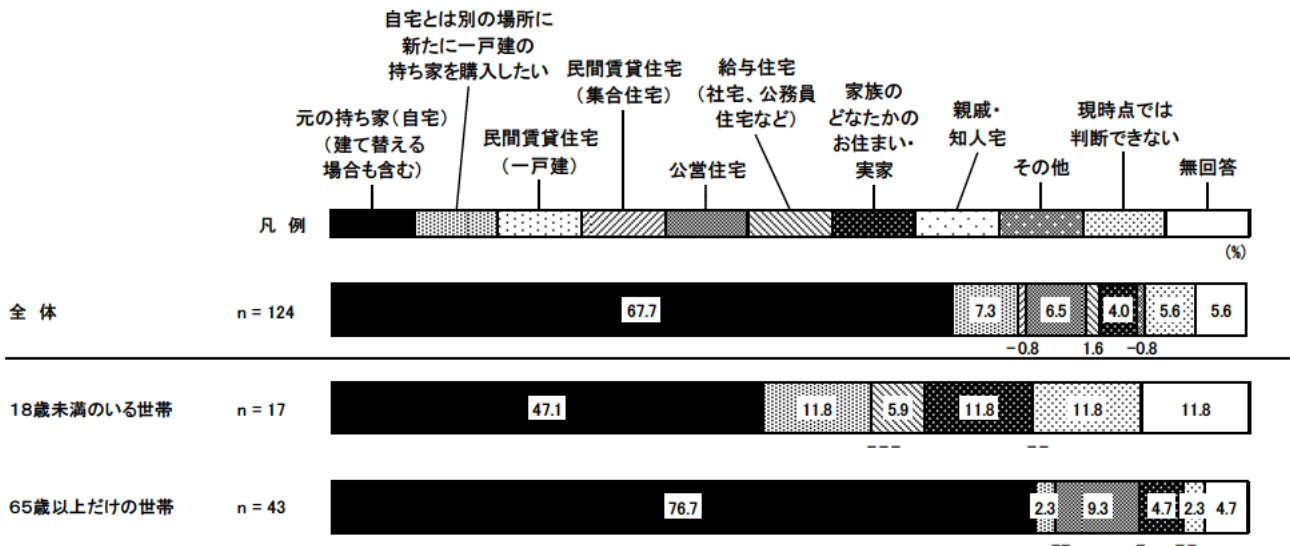 自宅とは別の場所に
新たに一戸建の
持ち家を購入したい
元の持ち家(自宅)
(建て替える
場合も含む)
民間賃貸住宅
(一戸建)
民間賃貸住宅
(集合住宅)
公営住宅
給与住宅
(社宅、公務員
住宅など)
家族の
どなたかの
お住まい・
実家
親戚・
知人宅
その他
現時点では
判断できない
無回答
凡 例
(%)
全 体 n = 124 67.7 7.3 6.5 4.0 5.6 5.6
-0.8 1.6 -0.8
18歳未満のいる世帯 n = 17 47.1 11.8 5.9 11.8 11.8 11.8
--- --
65歳以上だけの世帯 n = 43 76.7 2.3 9.3 4.7 2.3 4.7
-- - --